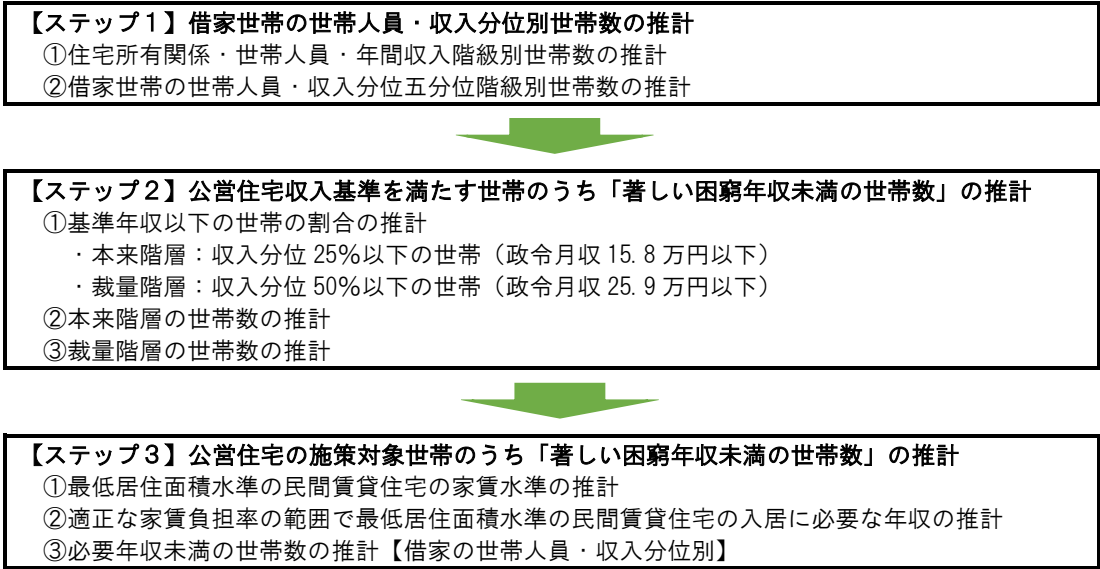 【ステップ1】借家世帯の世帯人員・収入分位別世帯数の推計
①住宅所有関係・世帯人員・年間収入階級別世帯数の推計
②借家世帯の世帯人員・収入分位五分位階級別世帯数の推計
【ステップ2】公営住宅収入基準を満たす世帯のうち「著しい困窮年収未満の世帯数」の推計
①基準年収以下の世帯の割合の推計
・本来階層：収入分位 25％以下の世帯（政令月収 15.8 万円以下）
・裁量階層：収入分位 50％以下の世帯（政令月収 25.9 万円以下）
②本来階層の世帯数の推計
③裁量階層の世帯数の推計
【ステップ3】公営住宅の施策対象世帯のうち「著しい困窮年収未満の世帯数」の推計
①最低居住面積水準の民間賃貸住宅の家賃水準の推計
②適正な家賃負担率の範囲で最低居住面積水準の民間賃貸住宅の入居に必要な年収の推計
③必要年収未満の世帯数の推計【借家の世帯人員・収入分位別】